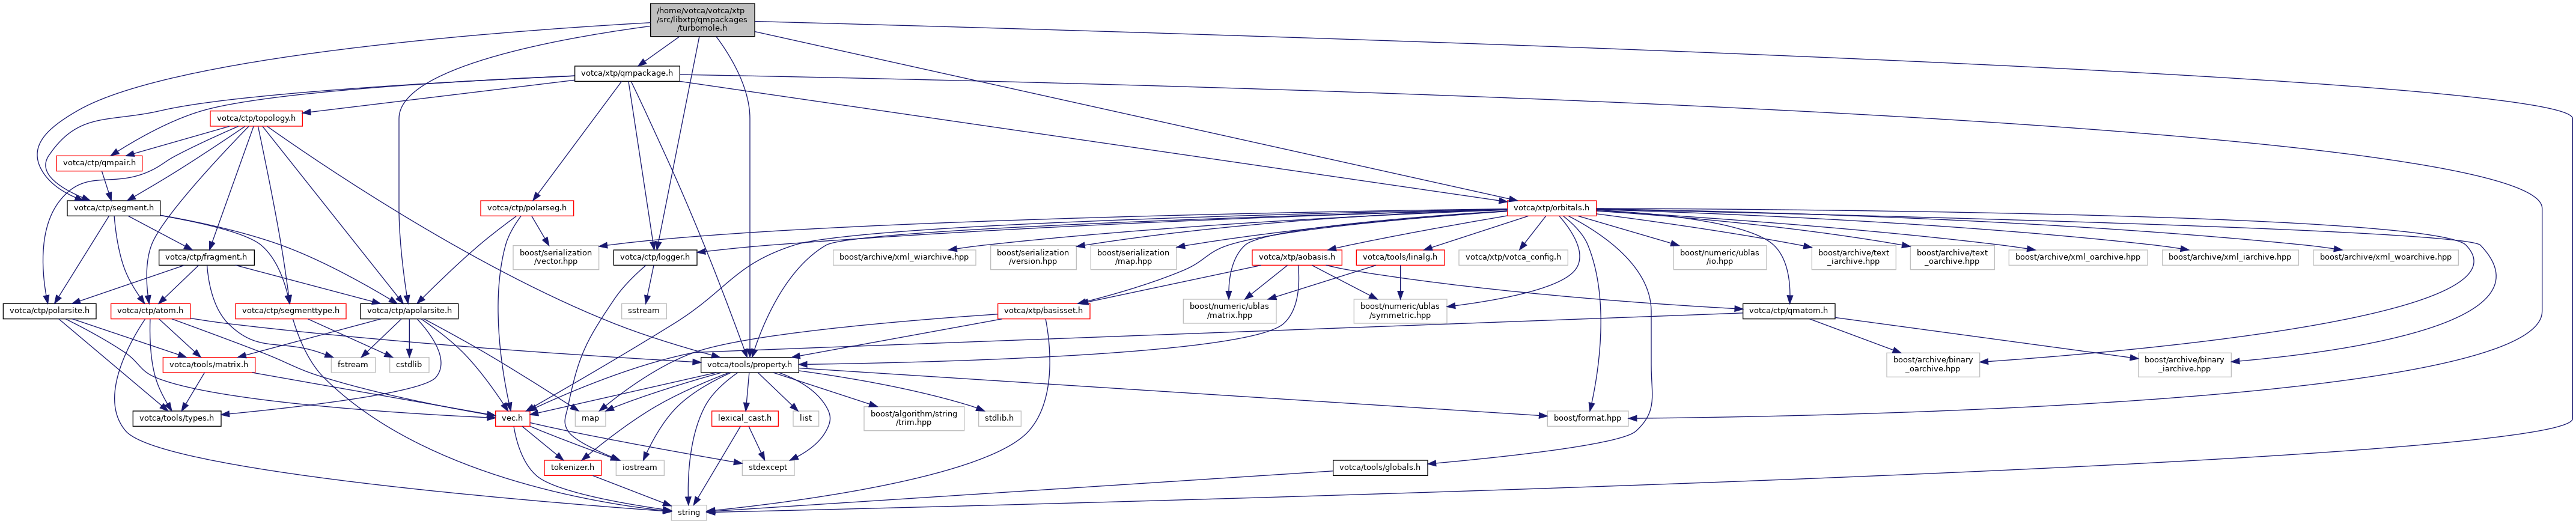 /home/votca/votca/xtp
/src/libxtp/qmpackages
/turbomole.h
votca/xtp/qmpackage.h
votca/ctp/topology.h
votca/ctp/qmpair.h
votca/ctp/segment.h
votca/ctp/polarseg.h
votca/xtp/orbitals.h
votca/ctp/fragment.h
boost/serialization
/vector.hpp
votca/ctp/logger.h
boost/archive/xml_wiarchive.hpp
boost/serialization
/version.hpp
boost/serialization
/map.hpp
votca/xtp/aobasis.h
votca/tools/linalg.h
votca/xtp/votca_config.h
boost/numeric/ublas
/io.hpp
boost/archive/text
_iarchive.hpp
boost/archive/text
_oarchive.hpp
boost/archive/xml_oarchive.hpp
boost/archive/xml_iarchive.hpp
boost/archive/xml_woarchive.hpp
votca/ctp/polarsite.h
votca/ctp/atom.h
votca/ctp/segmenttype.h
votca/ctp/apolarsite.h
sstream
votca/xtp/basisset.h
boost/numeric/ublas
/matrix.hpp
boost/numeric/ublas
/symmetric.hpp
votca/ctp/qmatom.h
votca/tools/matrix.h
fstream
cstdlib
votca/tools/property.h
boost/archive/binary
_oarchive.hpp
boost/archive/binary
_iarchive.hpp
votca/tools/types.h
vec.h
map
lexical_cast.h
list
boost/algorithm/string
/trim.hpp
stdlib.h
boost/format.hpp
tokenizer.h
iostream
stdexcept
votca/tools/globals.h
string